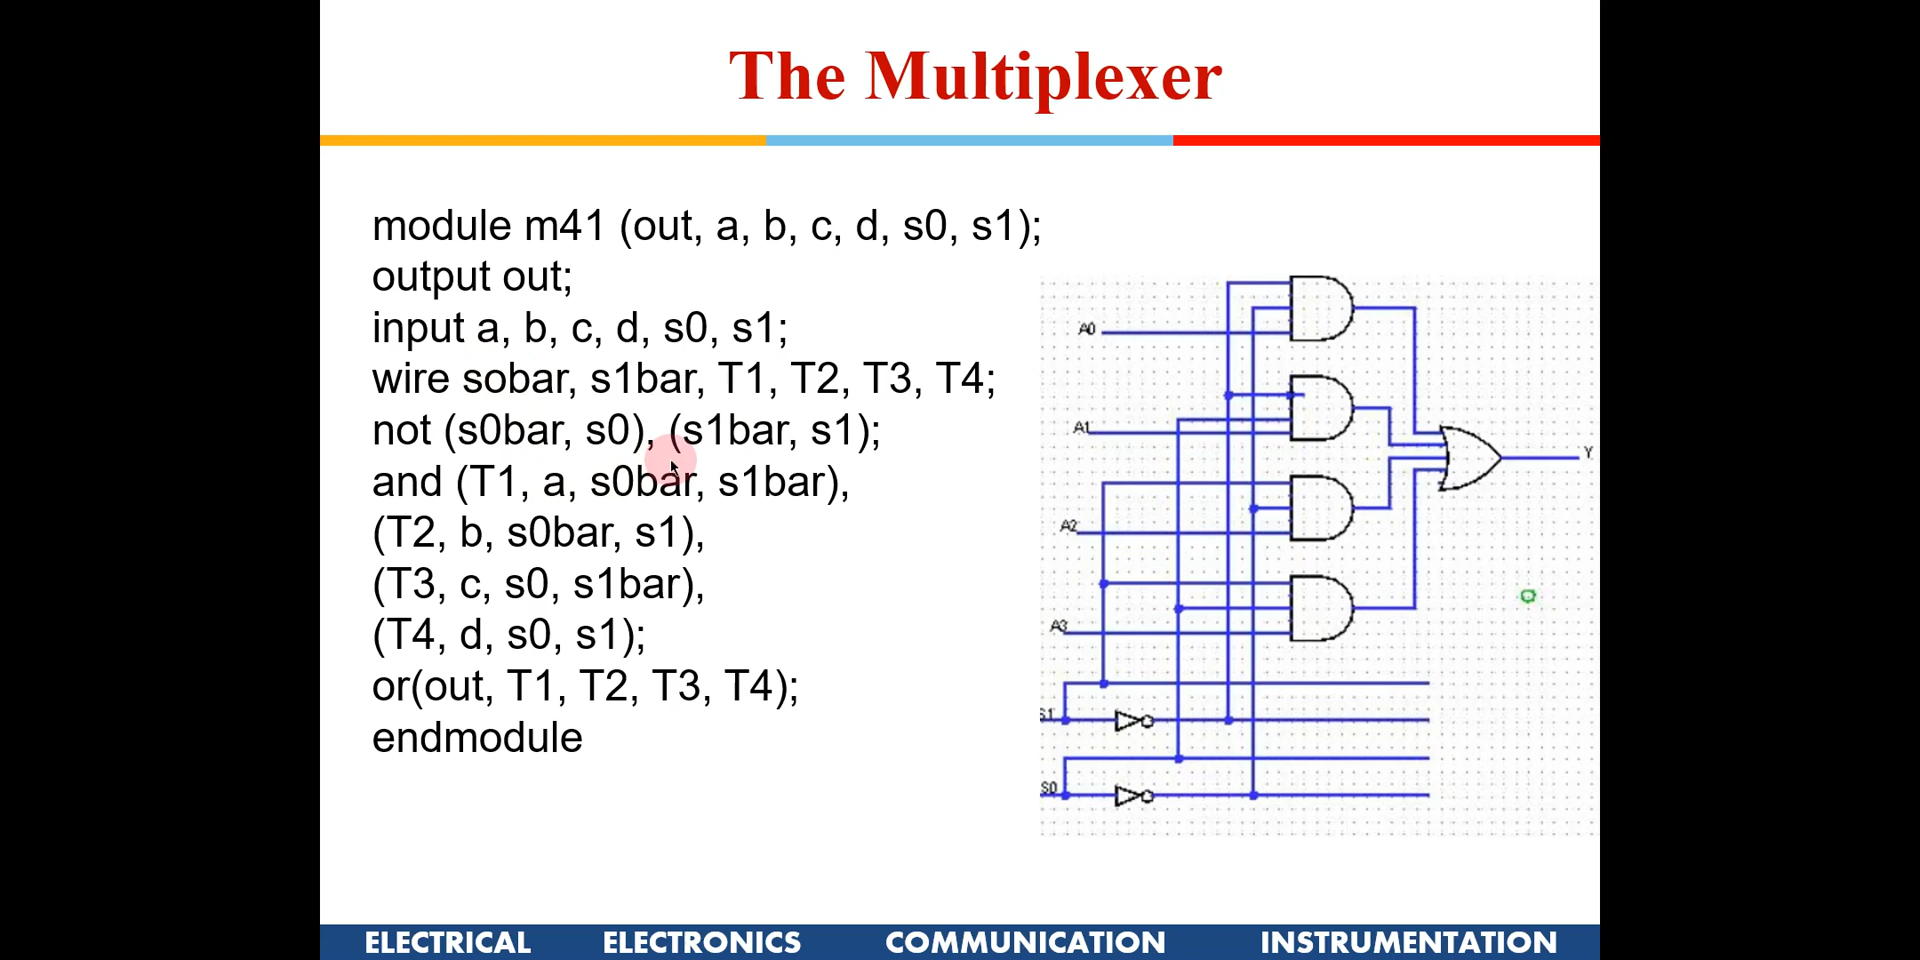 The Multiplexer
module m41 (out, a, b, c, d, s0, s1);
output out;
input a, b, c, d, s0, s1;
wire sobar, s1bar, T1, T2, T3, T4;
not (s0bar, s0), (s1bar, s1);
and (T1, a, s0bar, s1bar),
(T2, b, s0bar, s1),
(T3, c, s0, s1bar),
(T4, d, s0, s1);
or(out, T1, T2, T3, T4);
endmodule
A0
A1
A2
A3
S1
S0
Y
ELECTRICAL ELECTRONICS COMMUNICATION INSTRUMENTATION